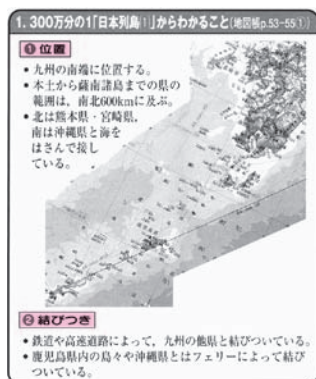 1. 300万分の1「日本列島①」からわかること(地図帳p.53-55①)
❶ 位置
• 九州の南端に位置する。
• 本土から薩南諸島までの県の
範囲は，南北600kmに及ぶ。
• 北は熊本県・宮崎県，
南は沖縄県と海を
はさんで接し
ている。
❷ 結びつき
• 鉄道や高速道路によって，九州の他県と結びついている。
• 鹿児島県内の島々や沖縄県とはフェリーによって結び
ついている。